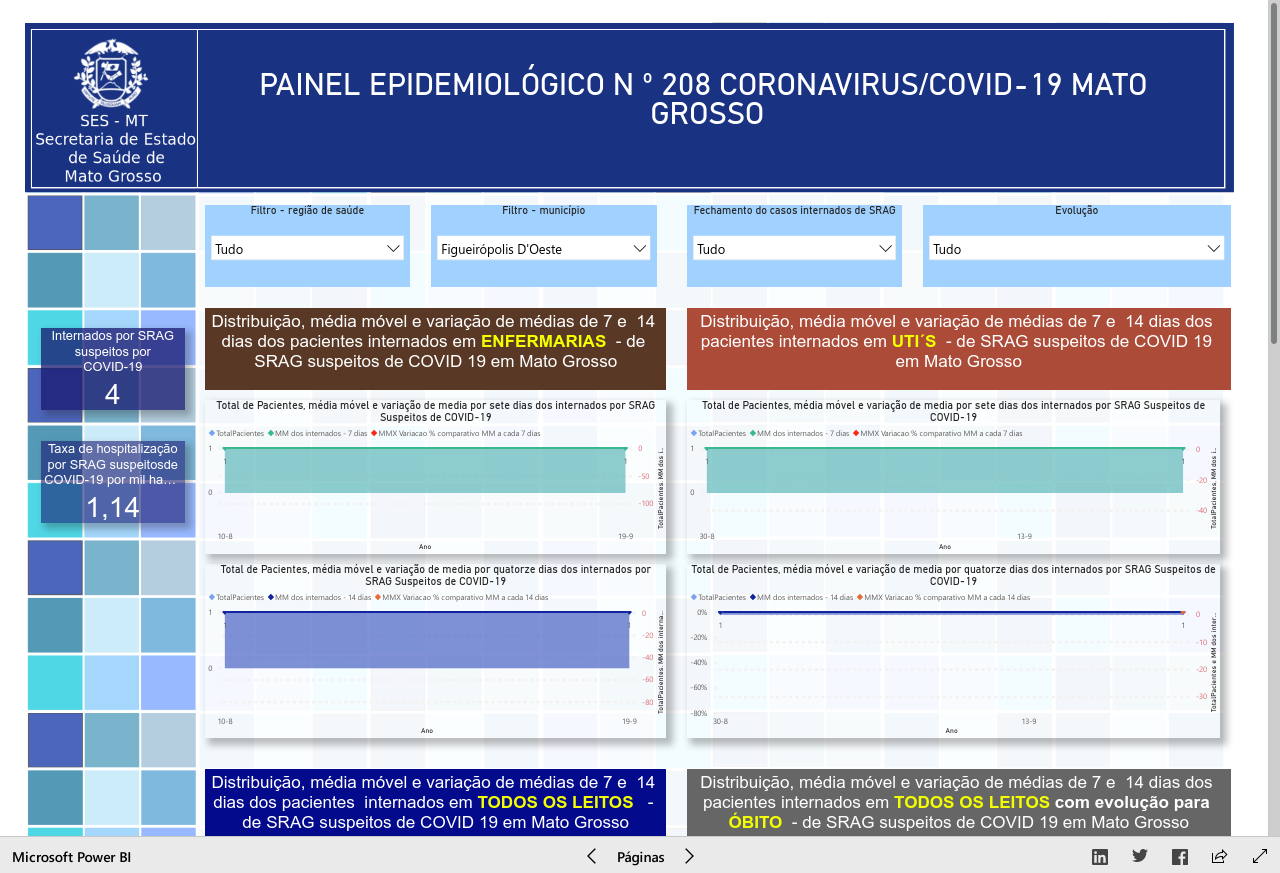 PAINEL EPIDEMIOLÓGICO N º 208 CORONAVIRUS/COVID-19 MATO
GROSSO
SES - MT
Secretaria de Estado
de Saúde de
Mato Grosso
Filtro - região de saúde
Tudo
Filtro - município
Figueirópolis D'Oeste
Fechamento do casos internados de SRAG
Tudo
Evolução
Tudo
Internados por SRAG
suspeitos por
COVID-19
4
Taxa de hospitalização
por SRAG suspeitosde
COVID-19 por mil ha…
1,14
Distribuição, média móvel e variação de médias de 7 e 14
dias dos pacientes internados em ENFERMARIAS - de
SRAG suspeitos de COVID 19 em Mato Grosso
Distribuição, média móvel e variação de médias de 7 e 14 dias dos
pacientes internados em UTI´S - de SRAG suspeitos de COVID 19
em Mato Grosso
Total de Pacientes, média móvel e variação de media por sete dias dos internados por SRAG
Suspeitos de COVID-19
TotalPacientes MM dos internados - 7 dias MMX Variacao % comparativo MM a cada 7 dias
1
0
1
1
0
-50
-100
TotalPacientes, MM dos i…
10-8
19-9
Ano
Total de Pacientes, média móvel e variação de media por sete dias dos internados por SRAG Suspeitos de
COVID-19
TotalPacientes MM dos internados - 7 dias MMX Variacao % comparativo MM a cada 7 dias
1
0
1
1
0
-20
-40
TotalPacientes, MM dos i…
30-8
13-9
Ano
Total de Pacientes, média móvel e variação de media por quatorze dias dos internados por
SRAG Suspeitos de COVID-19
TotalPacientes MM dos internados - 14 dias MMX Variacao % comparativo MM a cada 14 dias
1
0
1
1
0
-20
-40
-60
-80
TotalPacientes, MM dos interna…
10-8
19-9
Ano
Total de Pacientes, média móvel e variação de media por quatorze dias dos internados por SRAG Suspeitos de
COVID-19
TotalPacientes MM dos internados - 14 dias MMX Variacao % comparativo MM a cada 14 dias
0%
-20%
-40%
-60%
-80%
1
1
0
-10
-20
-30
TotalPacientes e MM dos inter…
30-8
13-9
Ano
Distribuição, média móvel e variação de médias de 7 e 14
dias dos pacientes internados em TODOS OS LEITOS -
de SRAG suspeitos de COVID 19 em Mato Grosso
Distribuição, média móvel e variação de médias de 7 e 14 dias dos
pacientes internados em TODOS OS LEITOS com evolução para
ÓBITO - de SRAG suspeitos de COVID 19 em Mato Grosso
Microsoft Power BI
Páginas